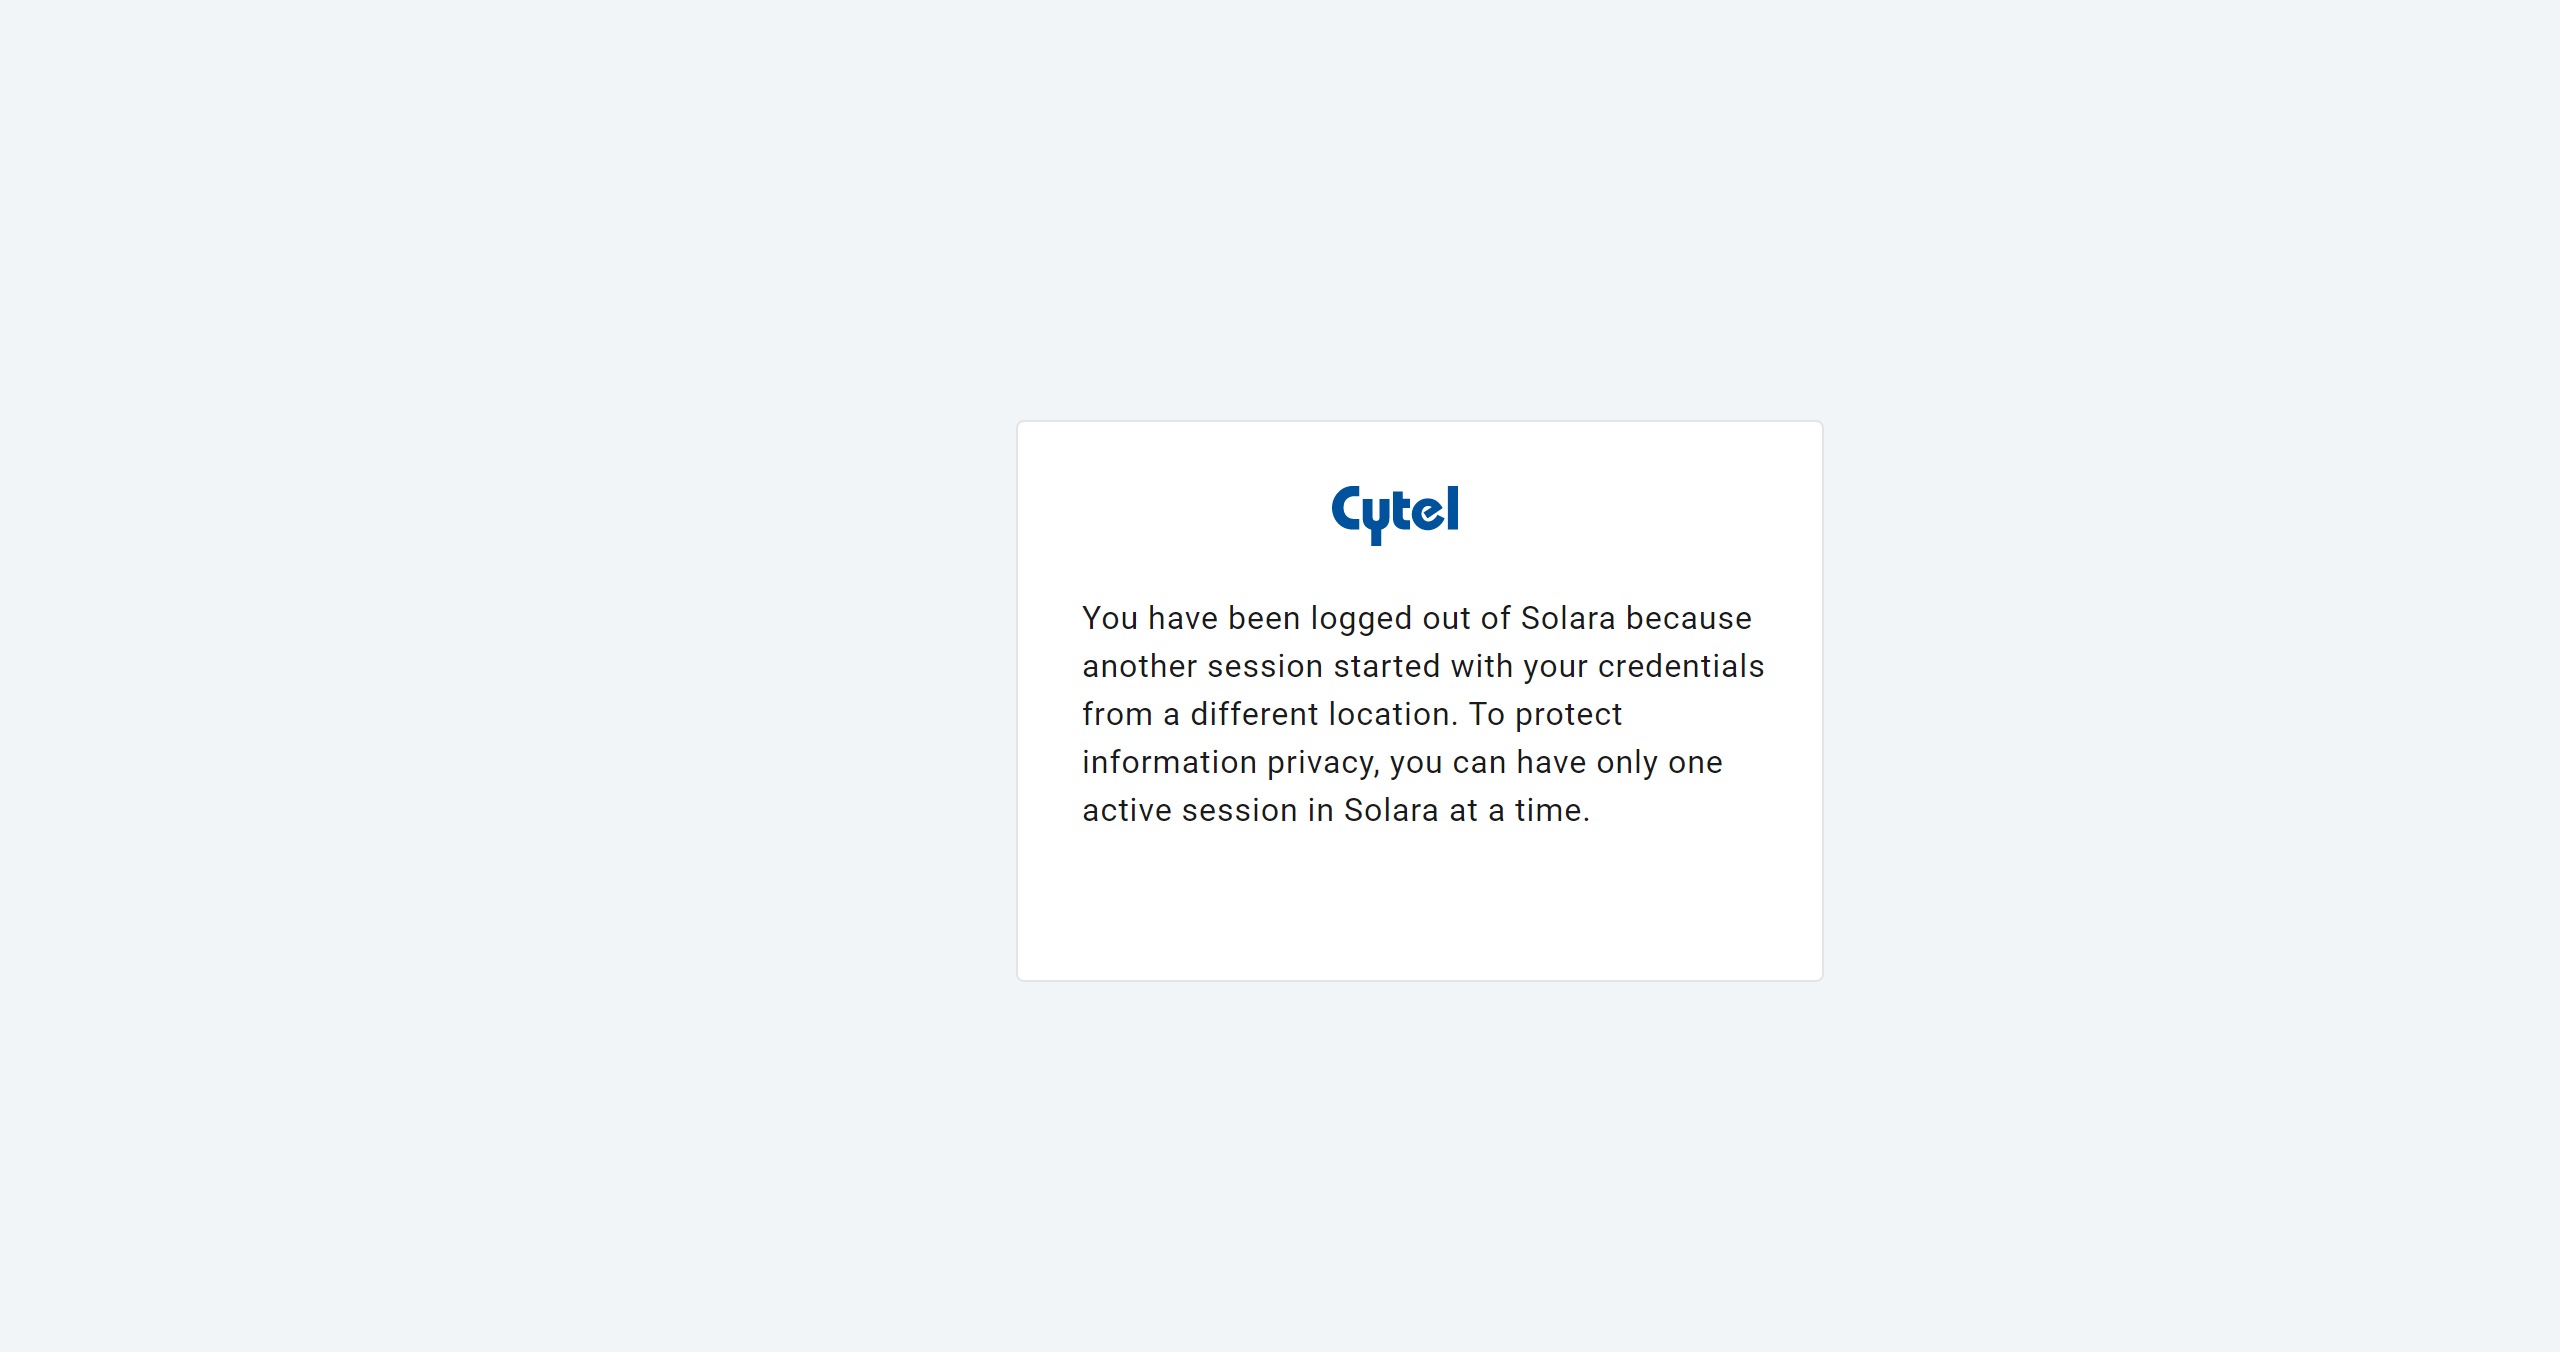 Cytel
You have been logged out of Solara because
another session started with your credentials
from a different location. To protect
information privacy, you can have only one
active session in Solara at a time.